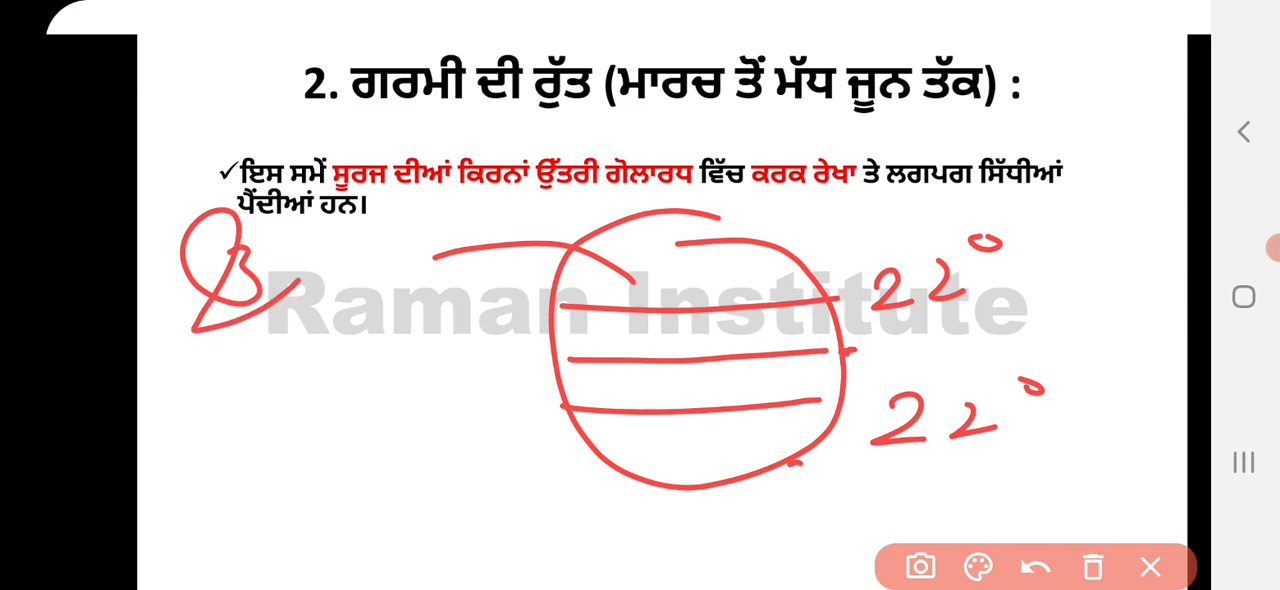 2. ਗਰਮੀ ਦੀ ਰੁੱਤ (ਮਾਰਚ ਤੋਂ ਮੱਧ ਜੂਨ ਤੱਕ) :
✓ਇਸ ਸਮੇਂ ਸੂਰਜ ਦੀਆਂ ਕਿਰਨਾਂ ਉੱਤਰੀ ਗੋਲਾਰਧ ਵਿੱਚ ਕਰਕ ਰੇਖਾ ਤੇ ਲਗਪਗ ਸਿੱਧੀਆਂ
ਪੈਂਦੀਆਂ ਹਨ।
22°
Raman Institute
22°